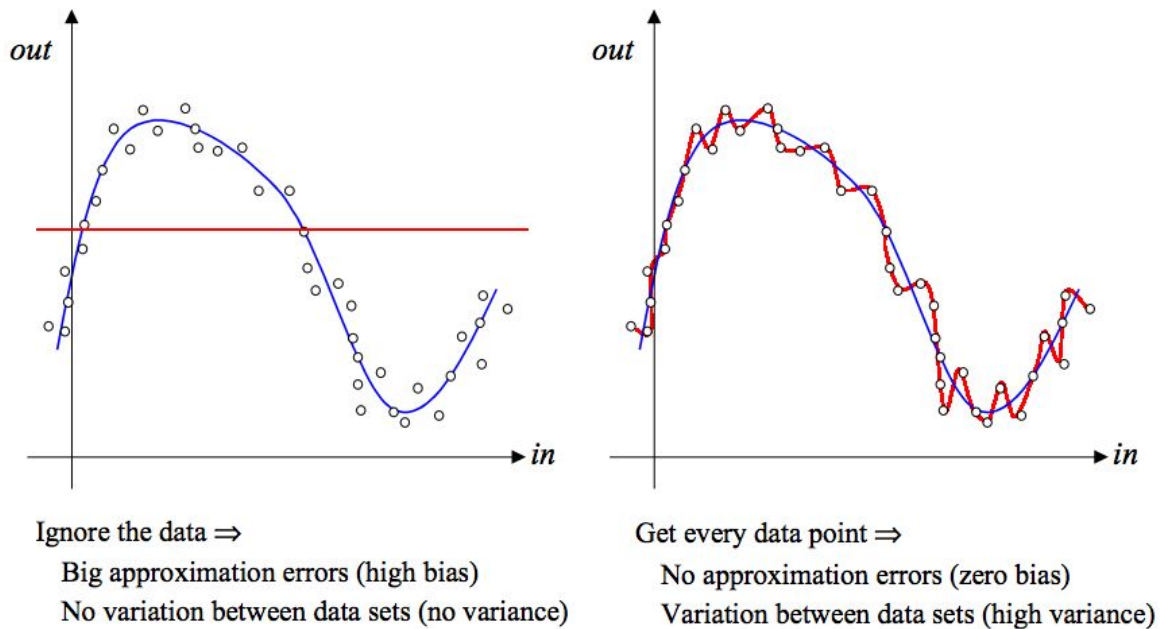 out
in
Ignore the data ⇒
Big approximation errors (high bias)
No variation between data sets (no variance)
out
in
Get every data point ⇒
No approximation errors (zero bias)
Variation between data sets (high variance)